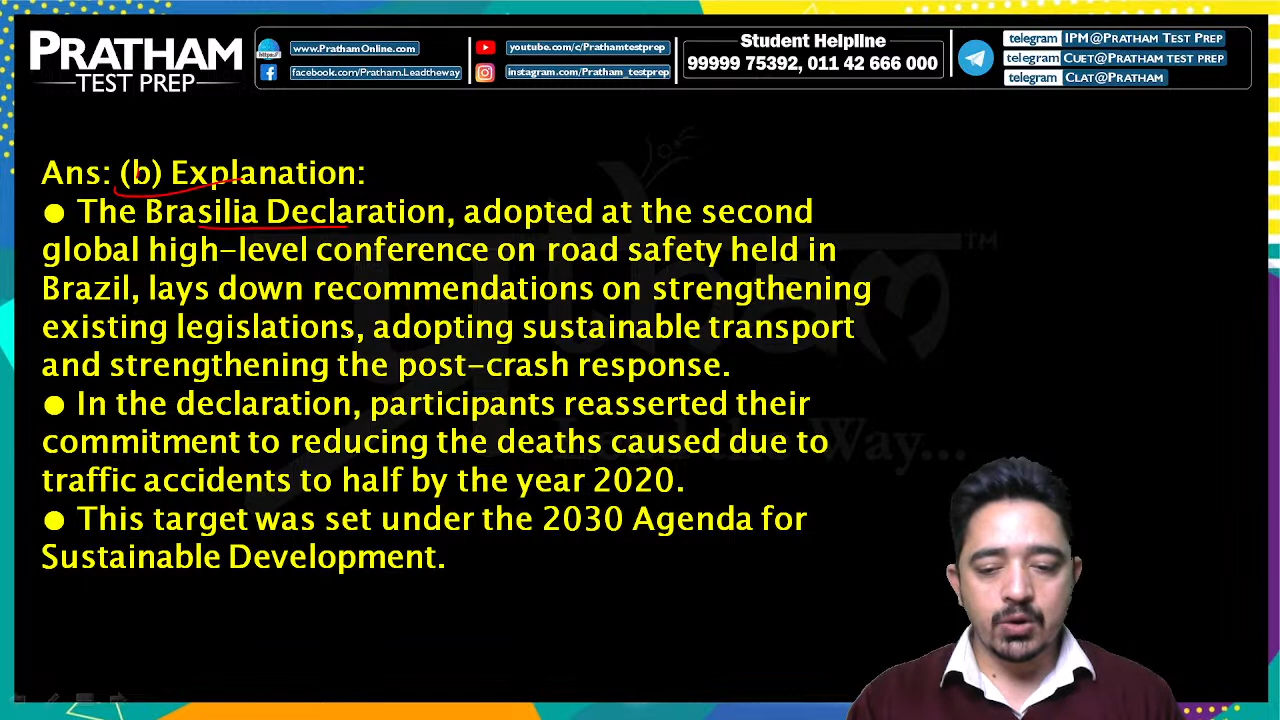 PRATHAM
TEST PREP
https://
www.PrathamOnline.com
facebook.com/Pratham.Leadtheway
youtube.com/c/Prathamtestprep
instagram.com/Pratham_testprep
Student Helpline
99999 75392, 011 42 666 000
telegram IPM@PRATHAM TEST PREP
telegram CUET@PRATHAM TEST PREP
telegram CLAT@PRATHAM
Ans: (b) Explanation:
● The Brasilia Declaration, adopted at the second
global high-level conference on road safety held in
Brazil, lays down recommendations on strengthening
existing legislations, adopting sustainable transport
and strengthening the post-crash response.
● In the declaration, participants reasserted their
commitment to reducing the deaths caused due to
traffic accidents to half by the year 2020.
● This target was set under the 2030 Agenda for
Sustainable Development.
TM
Way...